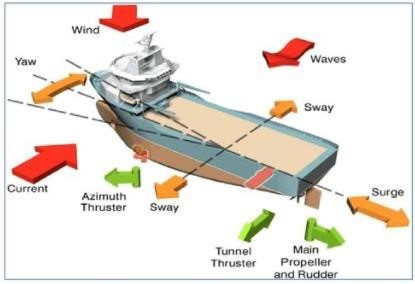 Wind
Waves
Yaw
Sway
Current
Azimuth
Thruster
Sway
Surge
Tunnel
Thruster
Main
Propeller
and Rudder